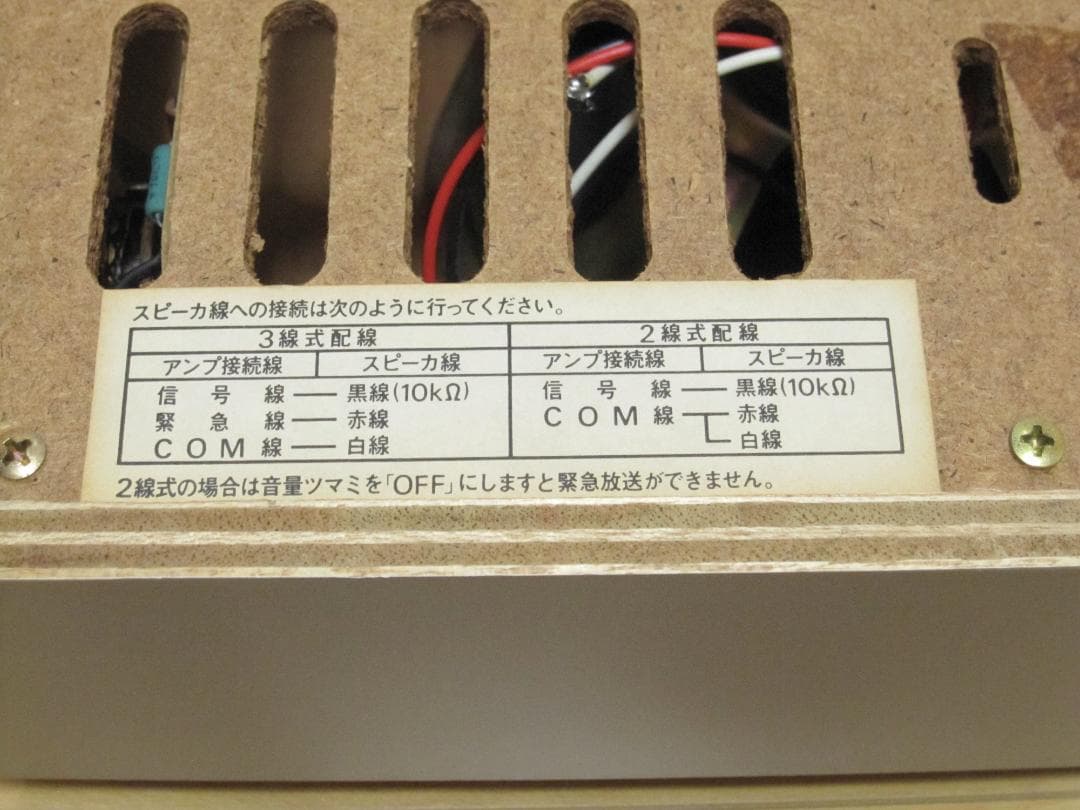 スピーカ線への接続は次のように行ってください。
3線式配線 2線式配線
アンプ接続線 スピーカ線 アンプ接続線 スピーカ線
信号線 黒線(10kΩ) 信号線 黒線(10kΩ)
緊急線 赤線 COM線 赤線
COM線 白線 白線
2線式の場合は音量ツマミを「OFF」にしますと緊急放送ができません。